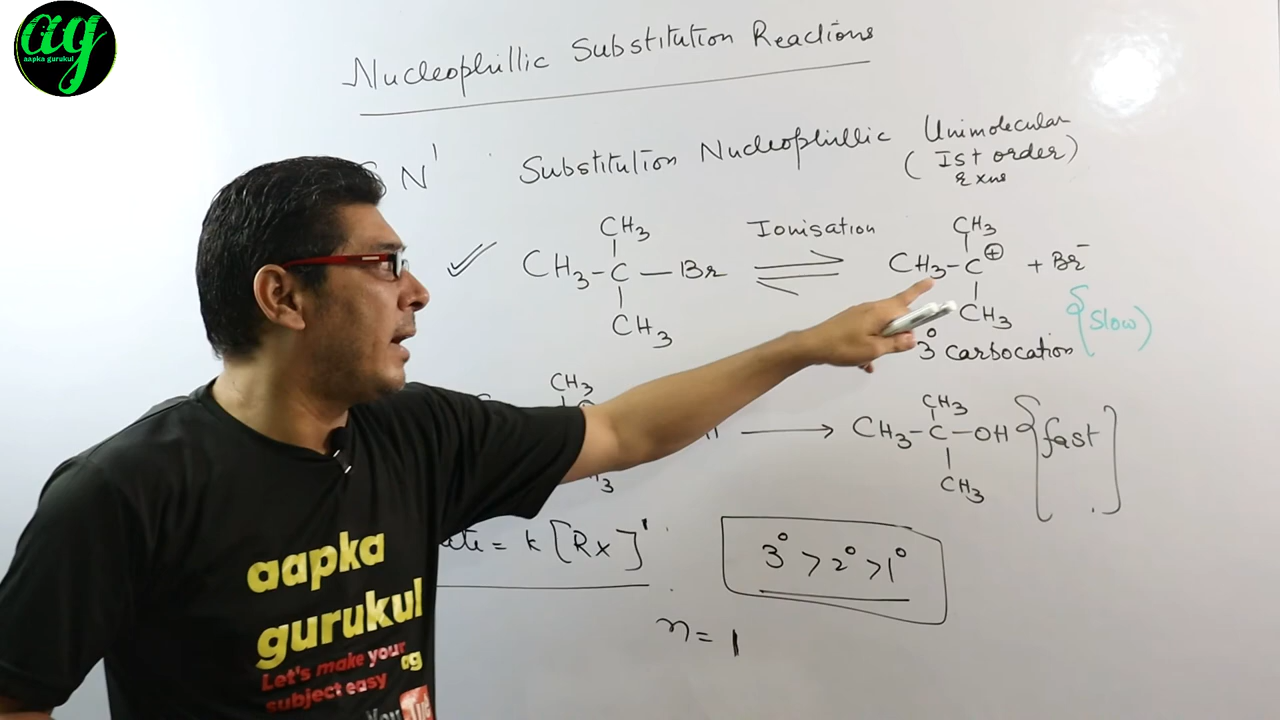 ag
aapka gurukul
Nucleophillic Substitution Reactions
SN¹ Substitution Nucleophillic Unimolecular
(Ist order)
rxns
CH₃ Ionisation CH₃
CH₃-C-Br ⇌ CH₃-C⊕ + Br⁻
CH₃ CH₃ {Slow}
3° carbocation
CH₃ CH₃
→ CH₃-C-OH {fast}
CH₃
= k [Rx]¹
3° > 2° > 1°
n = 1
aapka
gurukul
Let's make your
subject easy
ag